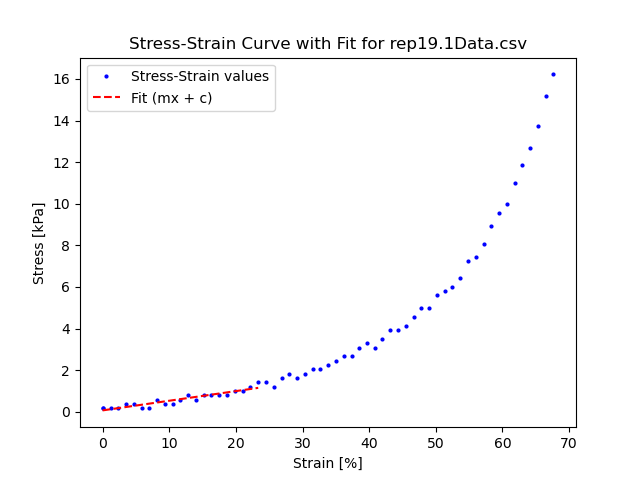 Stress-Strain Curve with Fit for rep19.1Data.csv
Stress-Strain values
Fit (mx + c)
16
14
12
10
8
6
4
2
0
Stress [kPa]
0 10 20 30 40 50 60 70
Strain [%]